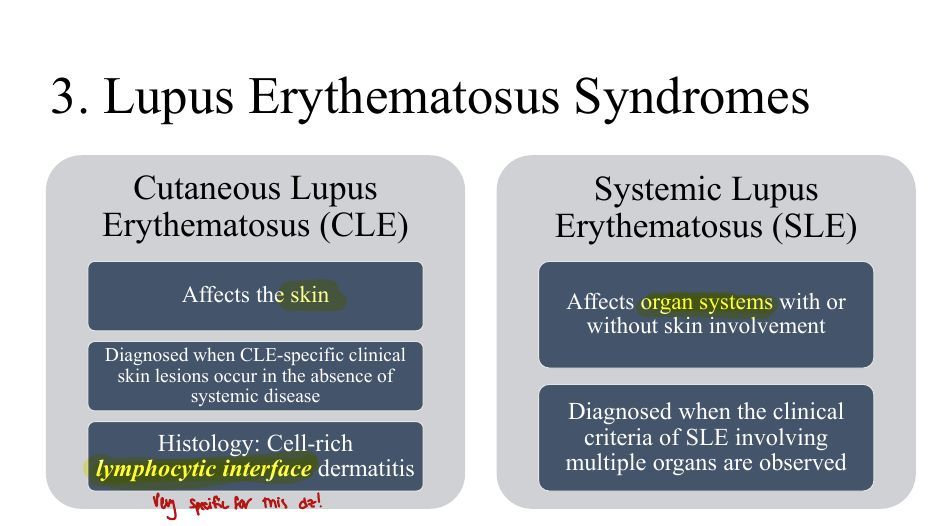 3. Lupus Erythematosus Syndromes
Cutaneous Lupus
Erythematosus (CLE)
Affects the skin
Diagnosed when CLE-specific clinical
skin lesions occur in the absence of
systemic disease
Histology: Cell-rich
lymphocytic interface dermatitis
Very specific for this dz!
Systemic Lupus
Erythematosus (SLE)
Affects organ systems with or
without skin involvement
Diagnosed when the clinical
criteria of SLE involving
multiple organs are observed